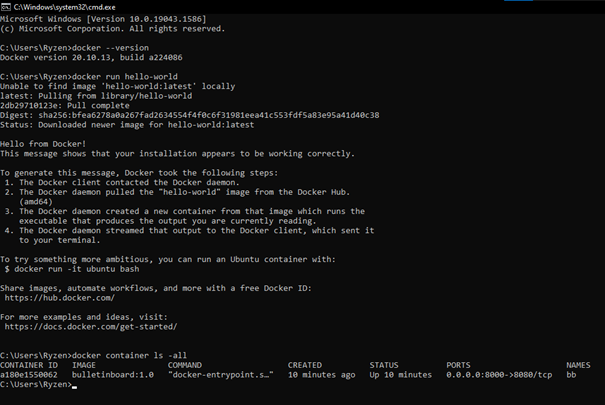 C:\Windows\system32\cmd.exe
Microsoft Windows [Version 10.0.19043.1586]
(c) Microsoft Corporation. All rights reserved.
C:\Users\Ryzen>docker --version
Docker version 20.10.13, build a224086
C:\Users\Ryzen>docker run hello-world
Unable to find image 'hello-world:latest' locally
latest: Pulling from library/hello-world
2db29710123e: Pull complete
Digest: sha256:bfea6278a0a267fad2634554f4f0c6f31981eea41c553fdf5a83e95a41d40c38
Status: Downloaded newer image for hello-world:latest
Hello from Docker!
This message shows that your installation appears to be working correctly.
To generate this message, Docker took the following steps:
1. The Docker client contacted the Docker daemon.
2. The Docker daemon pulled the "hello-world" image from the Docker Hub.
(amd64)
3. The Docker daemon created a new container from that image which runs the
executable that produces the output you are currently reading.
4. The Docker daemon streamed that output to the Docker client, which sent it
to your terminal.
To try something more ambitious, you can run an Ubuntu container with:
$ docker run -it ubuntu bash
Share images, automate workflows, and more with a free Docker ID:
https://hub.docker.com/
For more examples and ideas, visit:
https://docs.docker.com/get-started/
C:\Users\Ryzen>docker container ls -all
CONTAINER ID IMAGE COMMAND CREATED STATUS PORTS NAMES
a180e1550062 bulletinboard:1.0 "docker-entrypoint.s…" 10 minutes ago Up 10 minutes 0.0.0.0:8000->8080/tcp bb
C:\Users\Ryzen>